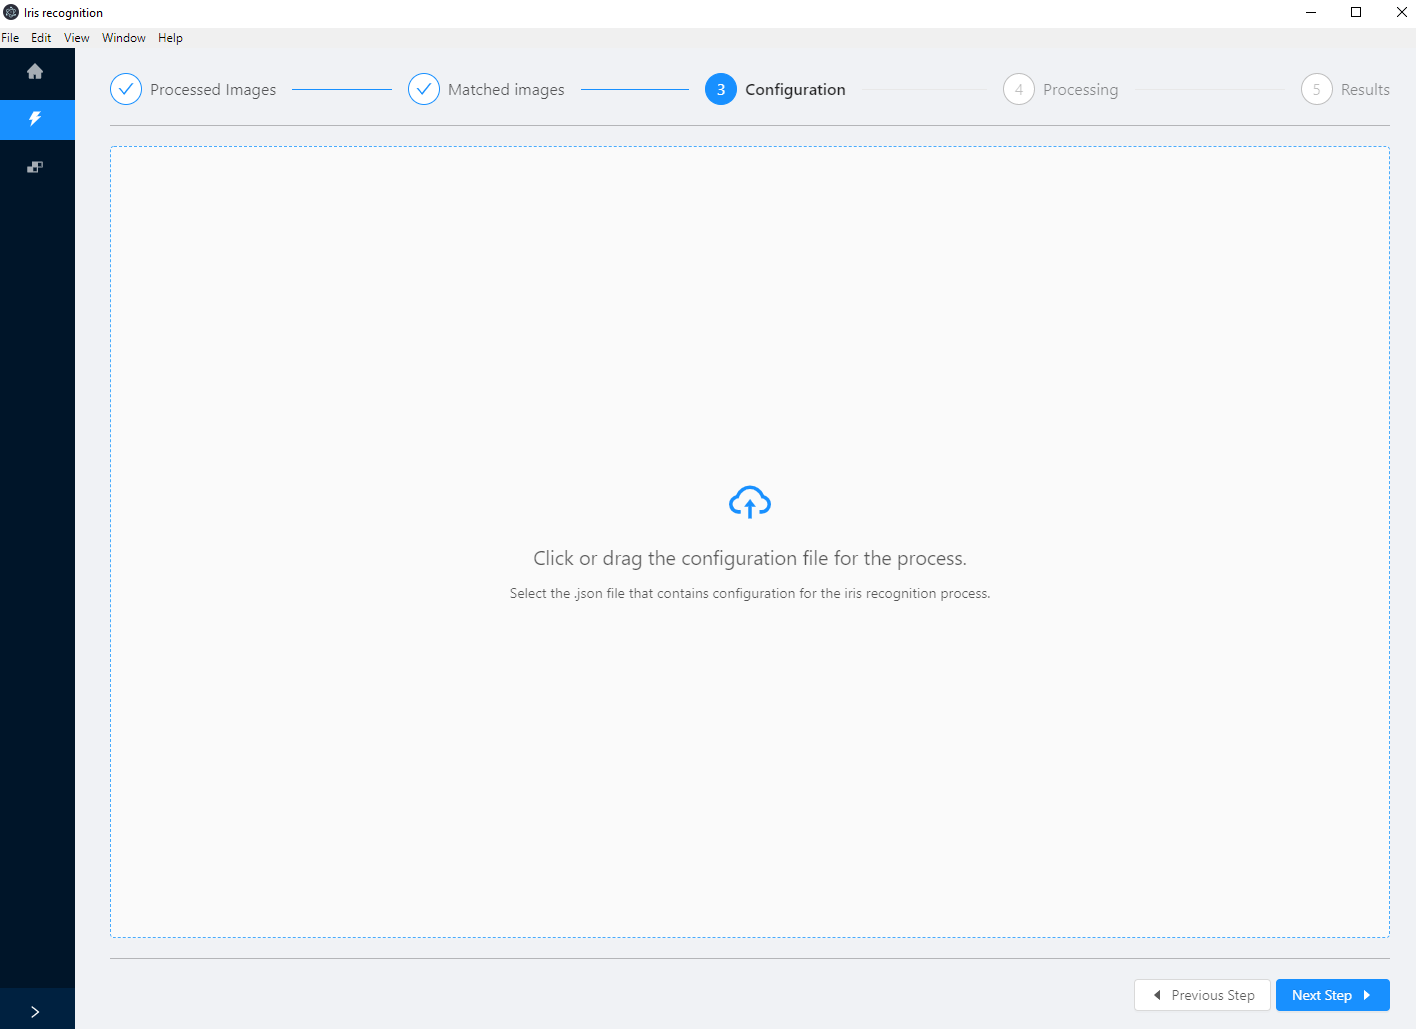 Iris recognition
File Edit View Window Help
Processed Images Matched images 3 Configuration 4 Processing 5 Results
Click or drag the configuration file for the process.
Select the .json file that contains configuration for the iris recognition process.
Previous Step Next Step